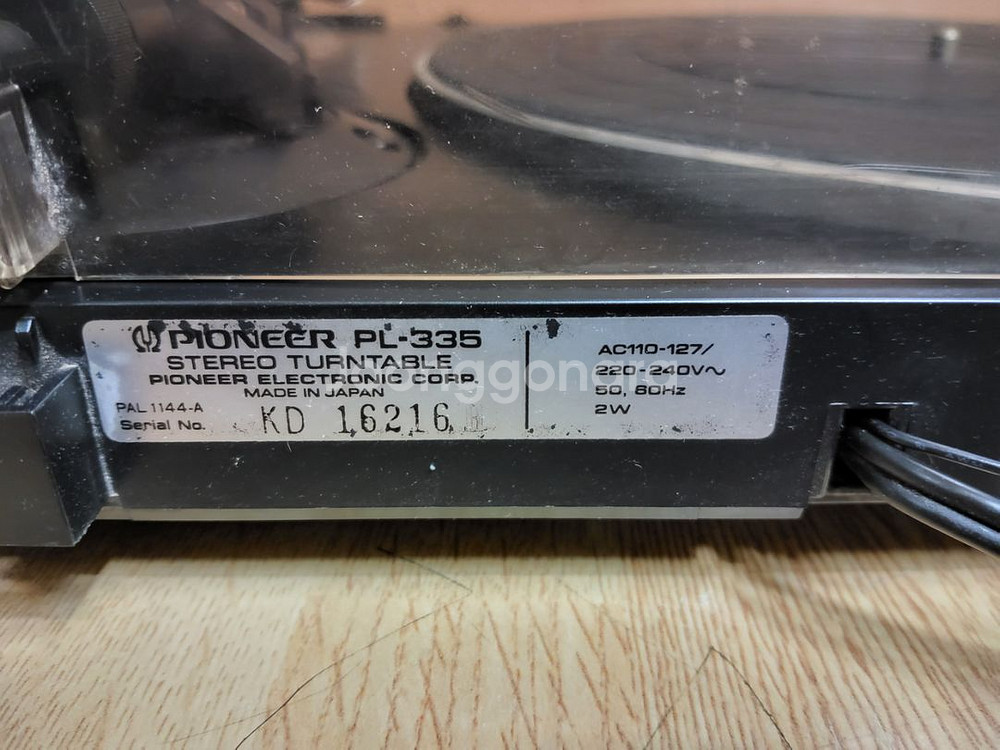 PIONEER PL-335
STEREO TURNTABLE
PIONEER ELECTRONIC CORP.
MADE IN JAPAN
PAL 1144-A
Serial No. KD 16216
AC110-127/
220-240V~
50, 60Hz
2W